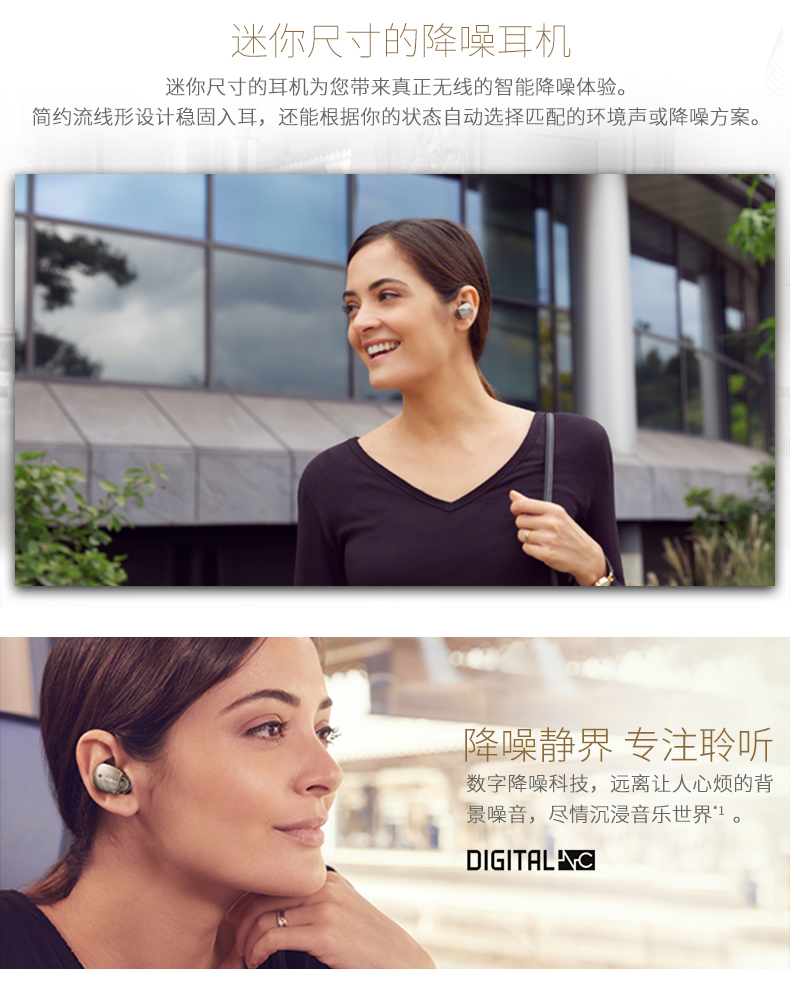 迷你尺寸的降噪耳机
迷你尺寸的耳机为您带来真正无线的智能降噪体验。
简约流线形设计稳固入耳，还能根据你的状态自动选择匹配的环境声或降噪方案。
降噪静界 专注聆听
数字降噪科技，远离让人心烦的背
景噪音，尽情沉浸音乐世界*1 。
DIGITAL NC